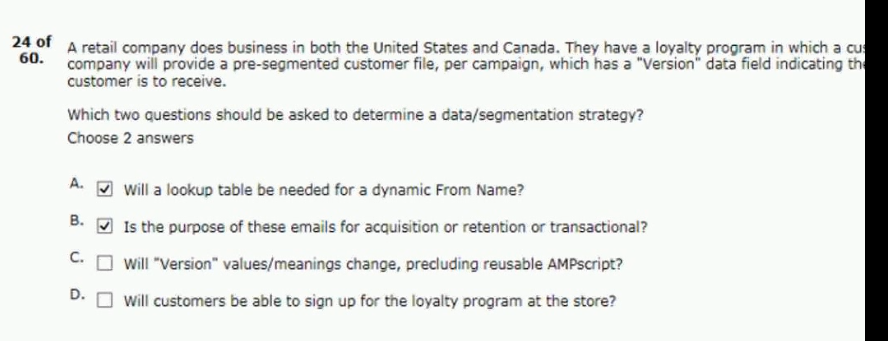 24 of
60.
A retail company does business in both the United States and Canada. They have a loyalty program in which a
company will provide a pre-segmented customer file, per campaign, which has a "Version" data field indicating
customer is to receive.
Which two questions should be asked to determine a data/segmentation strategy?
Choose 2 answers
A. Will a lookup table be needed for a dynamic From Name?
B. Is the purpose of these emails for acquisition or retention or transactional?
C. Will "Version" values/meanings change, precluding reusable AMPscript?
D. Will customers be able to sign up for the loyalty program at the store?